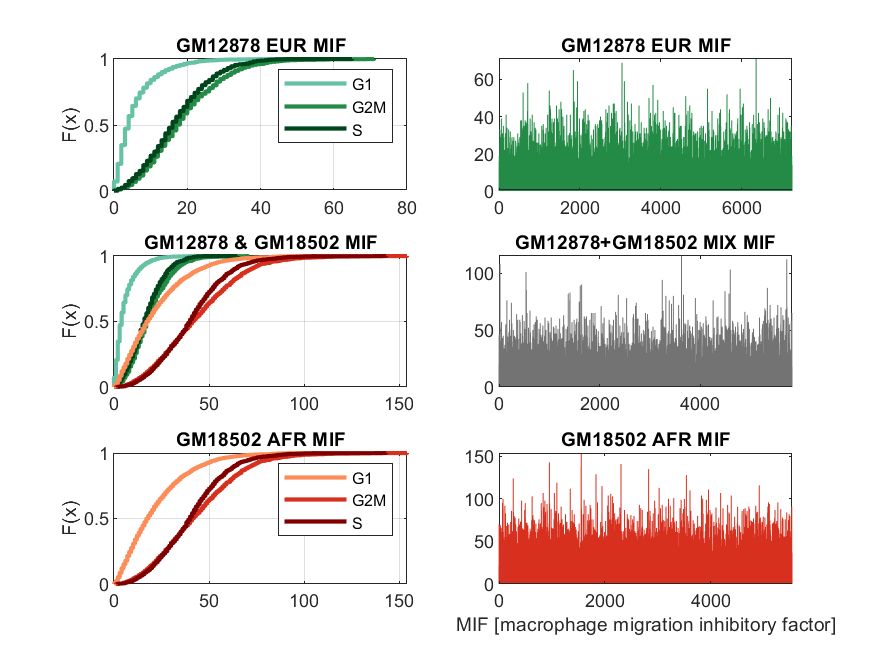 GM12878 EUR MIF
1
0.5
0
F(x)
0 20 40 60 80
G1
G2M
S
GM12878 EUR MIF
60
40
20
0
0 2000 4000 6000
GM12878 & GM18502 MIF
1
0.5
0
F(x)
0 50 100 150
GM12878+GM18502 MIX MIF
100
50
0
0 2000 4000
GM18502 AFR MIF
1
0.5
0
F(x)
0 50 100 150
G1
G2M
S
GM18502 AFR MIF
150
100
50
0
0 2000 4000
MIF [macrophage migration inhibitory factor]